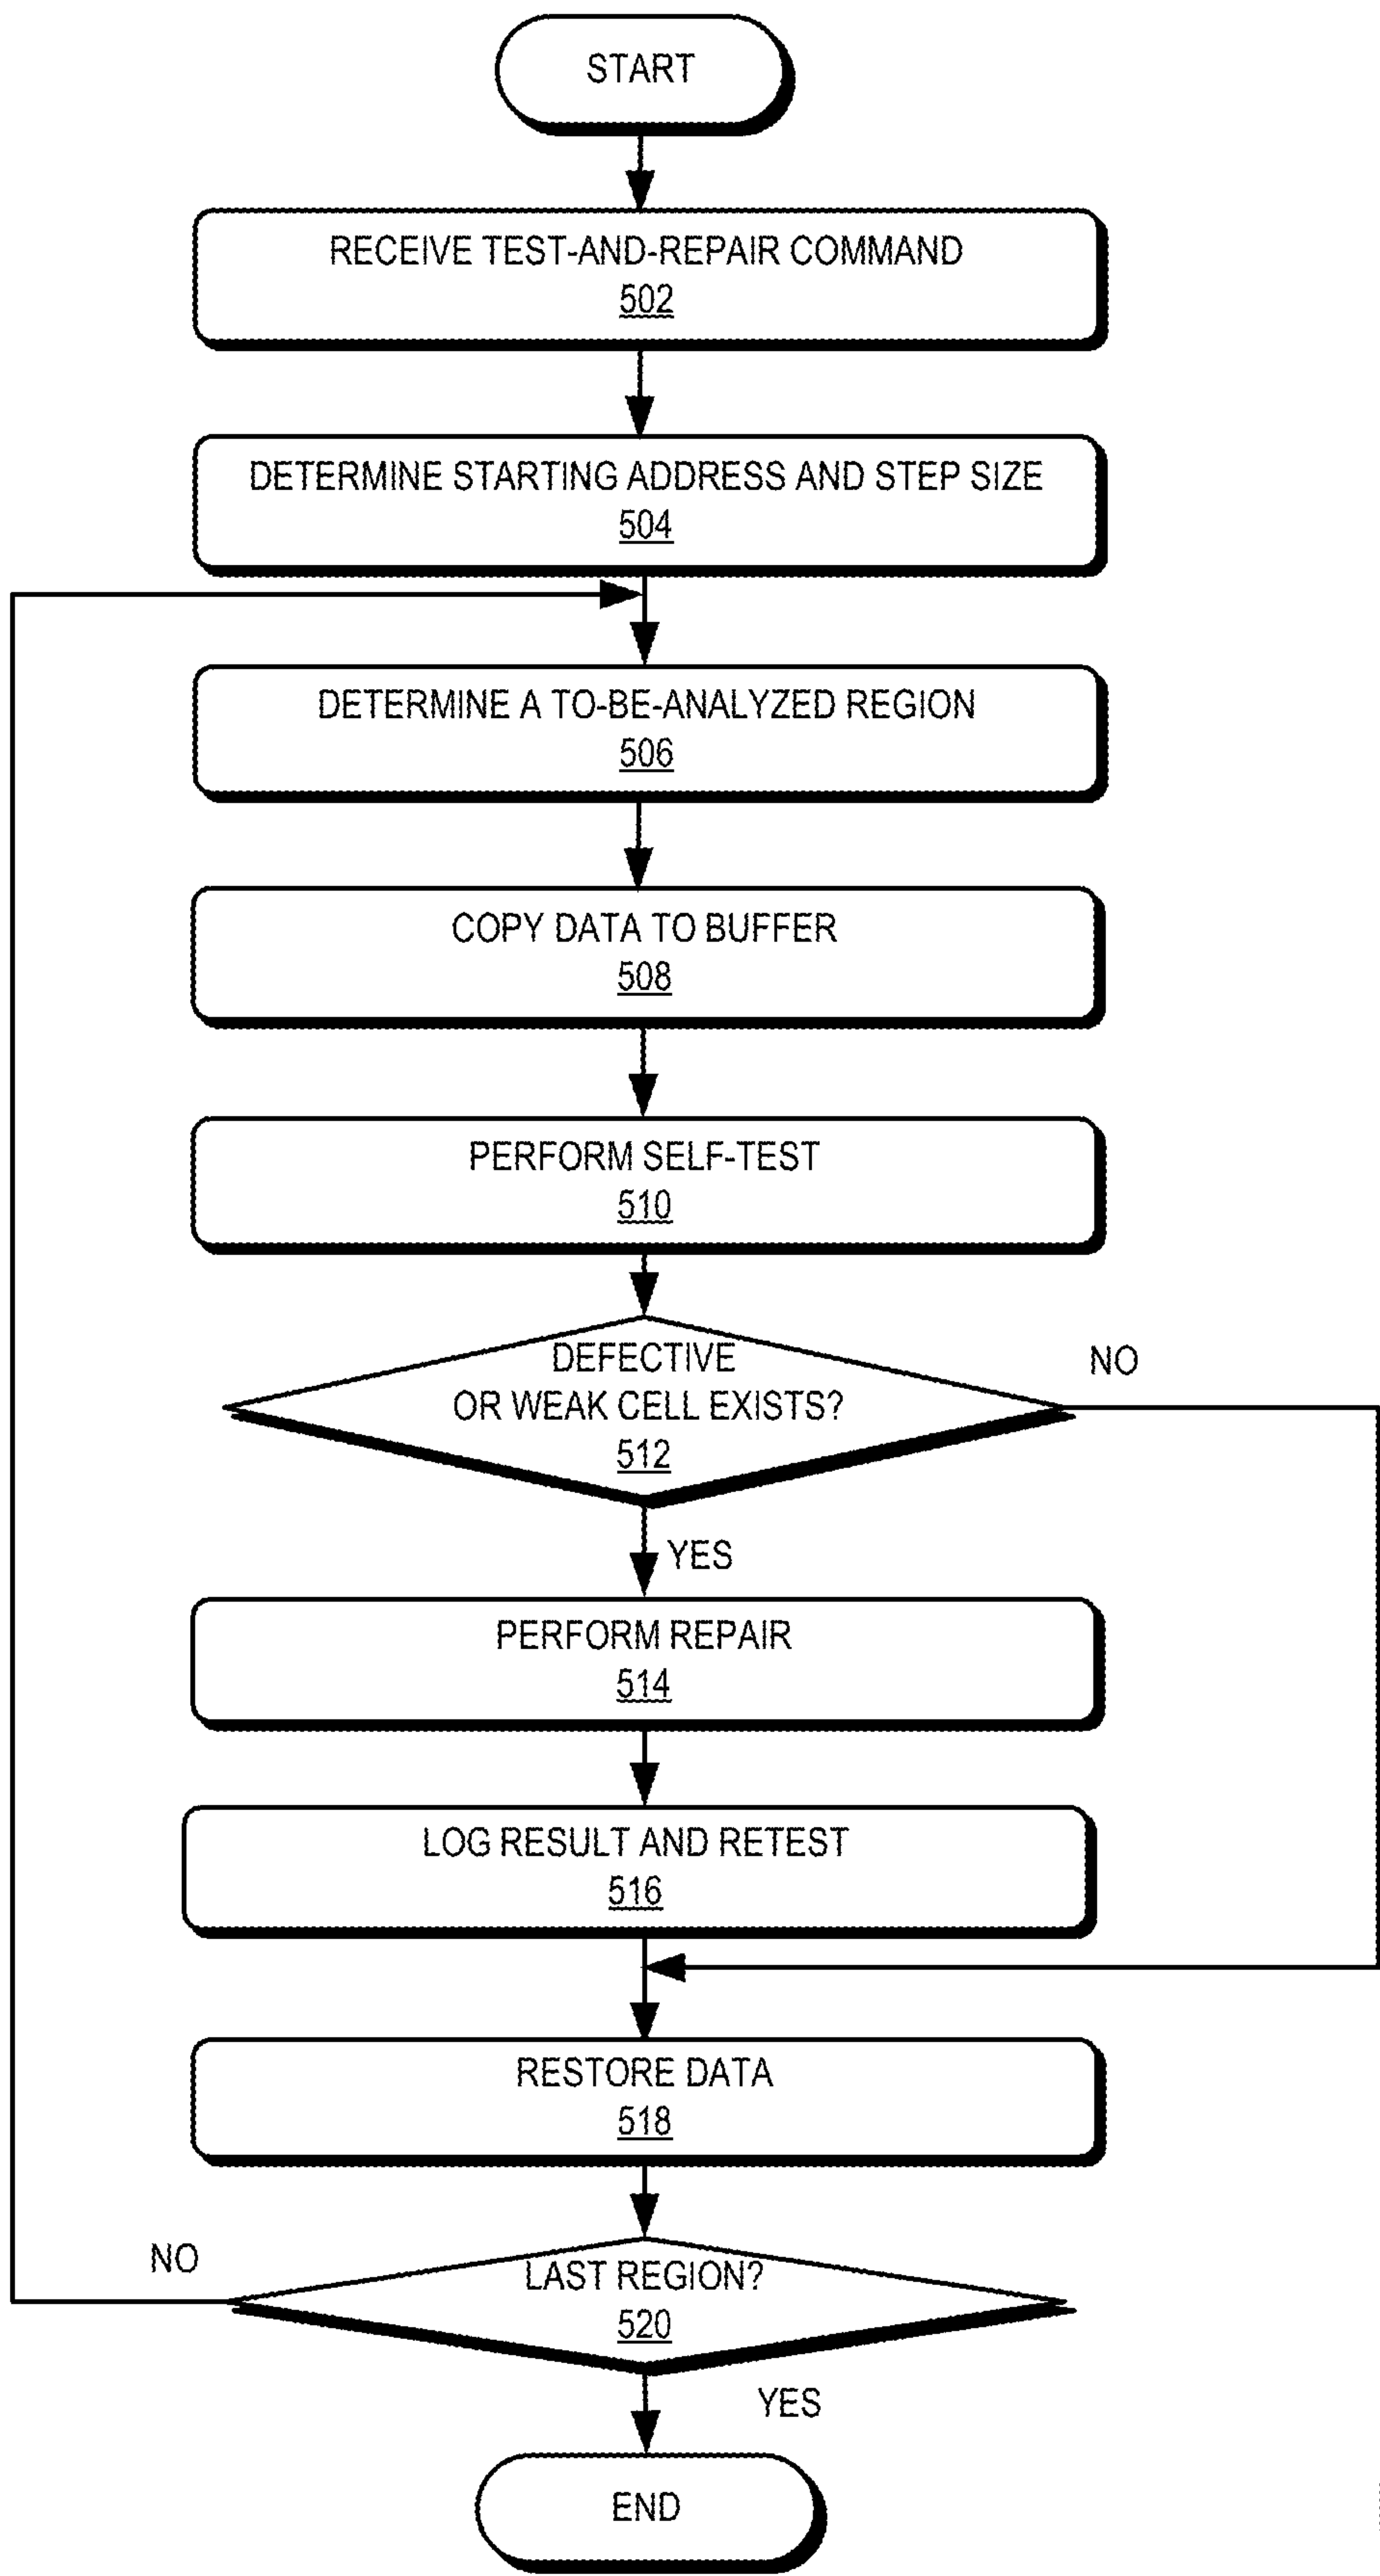 START
RECEIVE TEST-AND-REPAIR COMMAND
502
DETERMINE STARTING ADDRESS AND STEP SIZE
504
DETERMINE A TO-BE-ANALYZED REGION
506
COPY DATA TO BUFFER
508
PERFORM SELF-TEST
510
DEFECTIVE
OR WEAK CELL EXISTS?
512
NO
YES
PERFORM REPAIR
514
LOG RESULT AND RETEST
516
RESTORE DATA
518
NO
LAST REGION?
520
YES
END